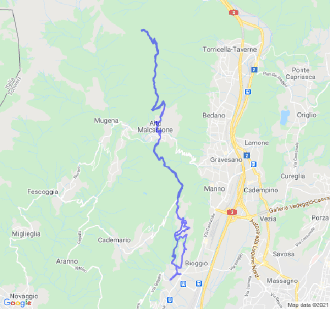 Torricella-Taverne
Ponte
Capriasca
Mugena
Bedano
Origlio
Alto
Malcantone
Lamone
Gravesano
Cureglia
Manno
Cadempino
Fescoggia
Vezia
Porza
Miglieglia
Cademario
Aranno
Bioggio
Savosa
Massagno
Novaggio
Google
Map data ©2021